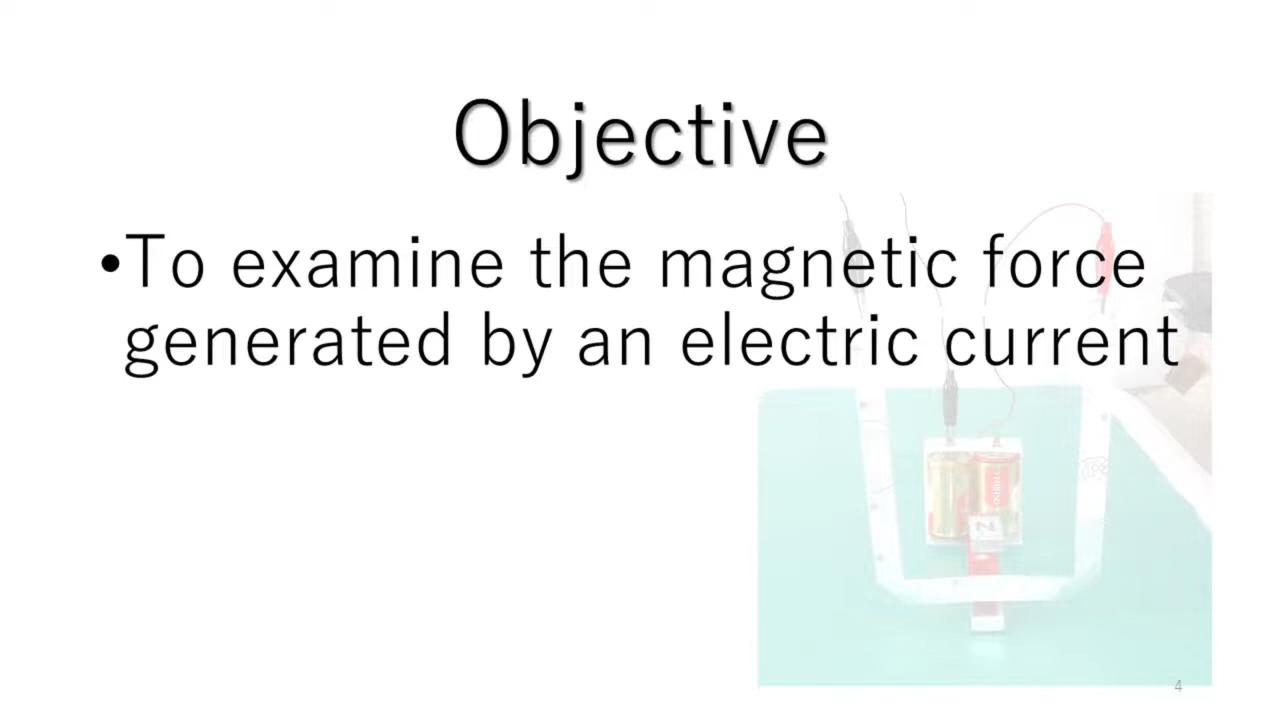 Objective
•To examine the magnetic force
generated by an electric current
4